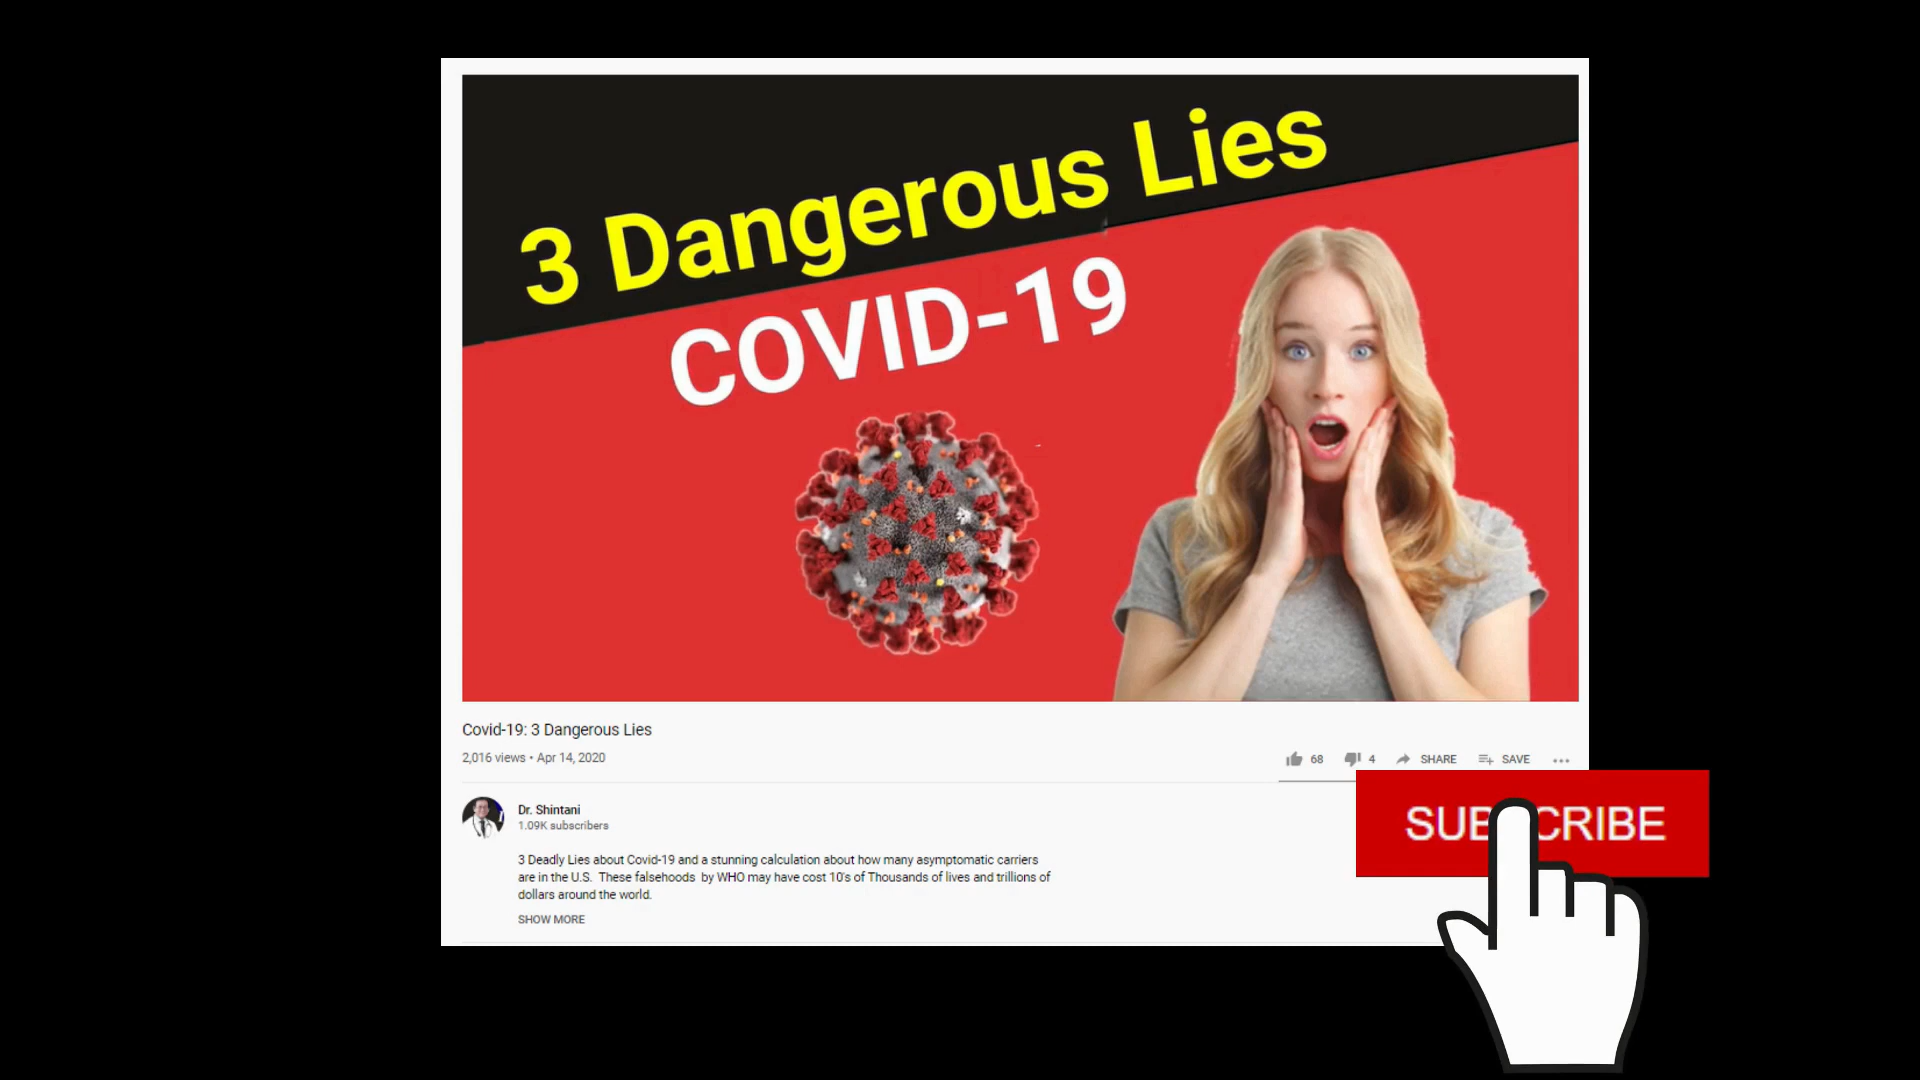 3 Dangerous Lies
COVID-19
Covid-19: 3 Dangerous Lies
2,016 views • Apr 14, 2020
68 4 SHARE SAVE
Dr. Shintani
1.09K subscribers
SUBSCRIBE
3 Deadly Lies about Covid-19 and a stunning calculation about how many asymptomatic carriers
are in the U.S. These falsehoods by WHO may have cost 10's of Thousands of lives and trillions of
dollars around the world.
SHOW MORE